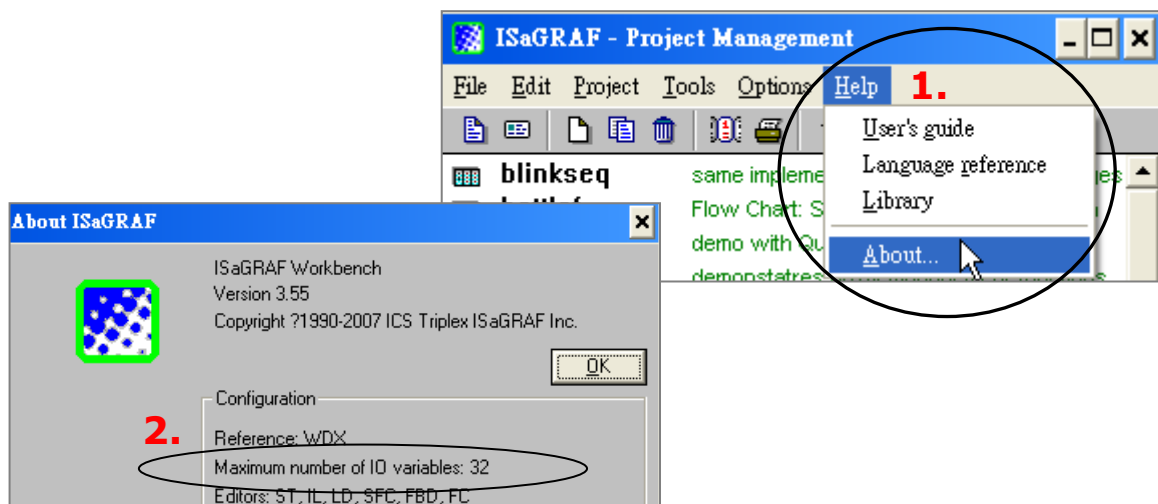 ISaGRAF - Project Management
File Edit Project Tools Options Help 1.
User's guide
Language reference
Library
About...
blinkseq same impleme
Flow Chart: S
demo with Qu
About ISaGRAF
ISaGRAF Workbench
Version 3.55
Copyright ?1990-2007 ICS Triplex ISaGRAF Inc.
OK
Configuration
2.
Reference: WDX
Maximum number of IO variables: 32
Editors: ST, IL, LD, SFC, FBD, FC